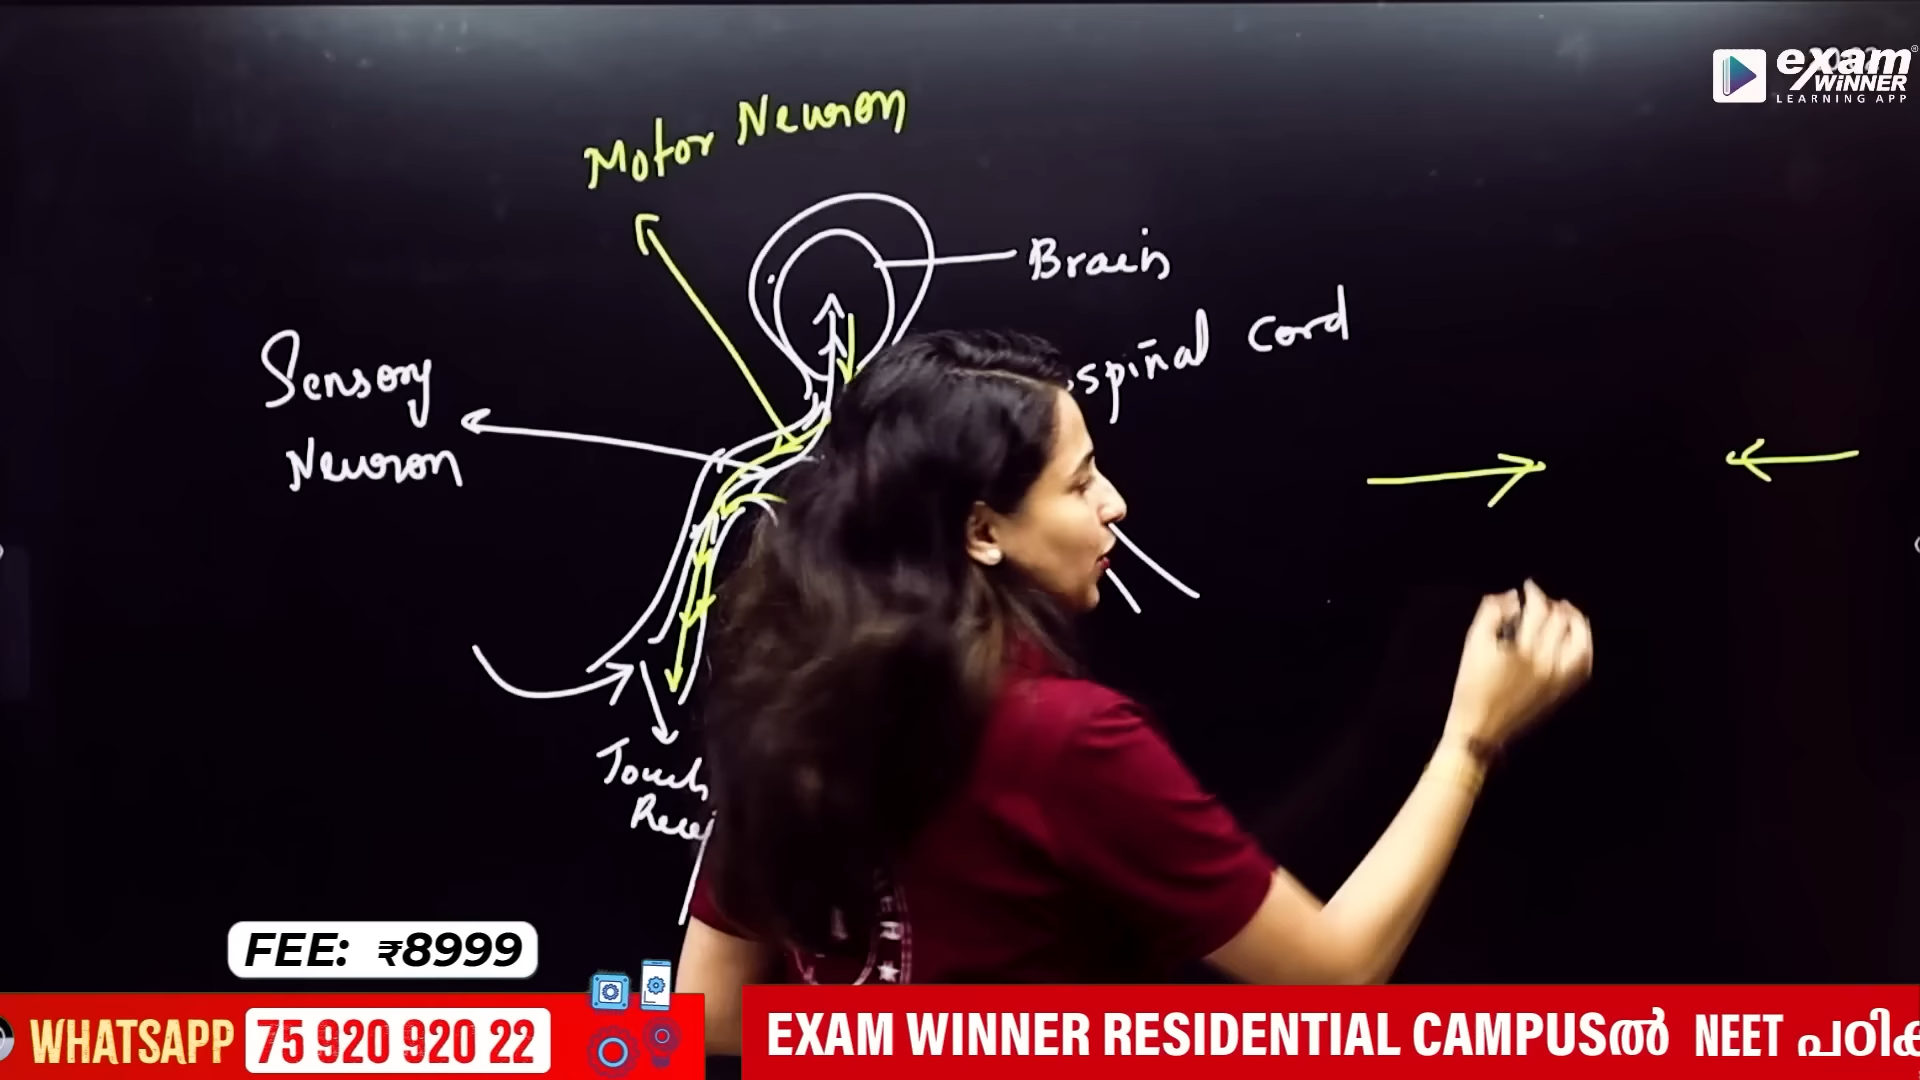 exam
WINNER
LEARNING APP
Motor Neuron
Brain
Spinal cord
Sensory
Neuron
Touch
FEE: ₹8999
WHATSAPP 75 920 920 22
EXAM WINNER RESIDENTIAL CAMPUSൽ NEET